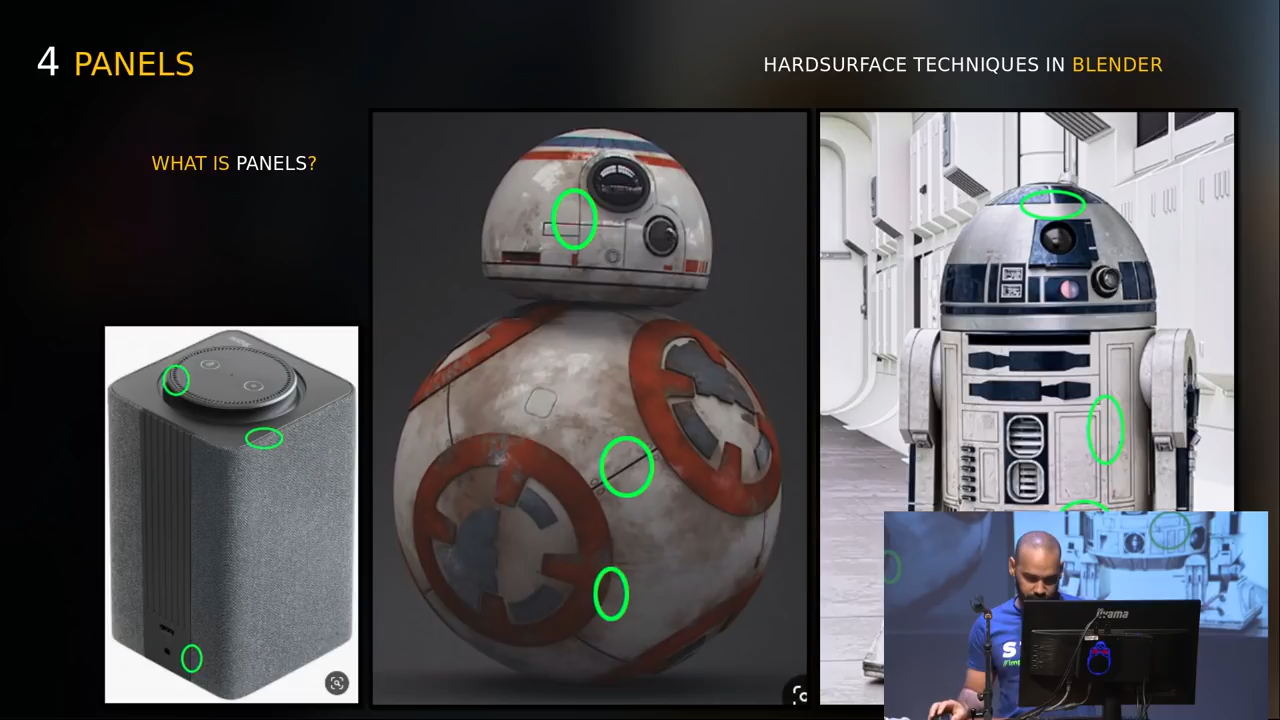 4 PANELS
HARDSURFACE TECHNIQUES IN BLENDER
WHAT IS PANELS?
iiyama